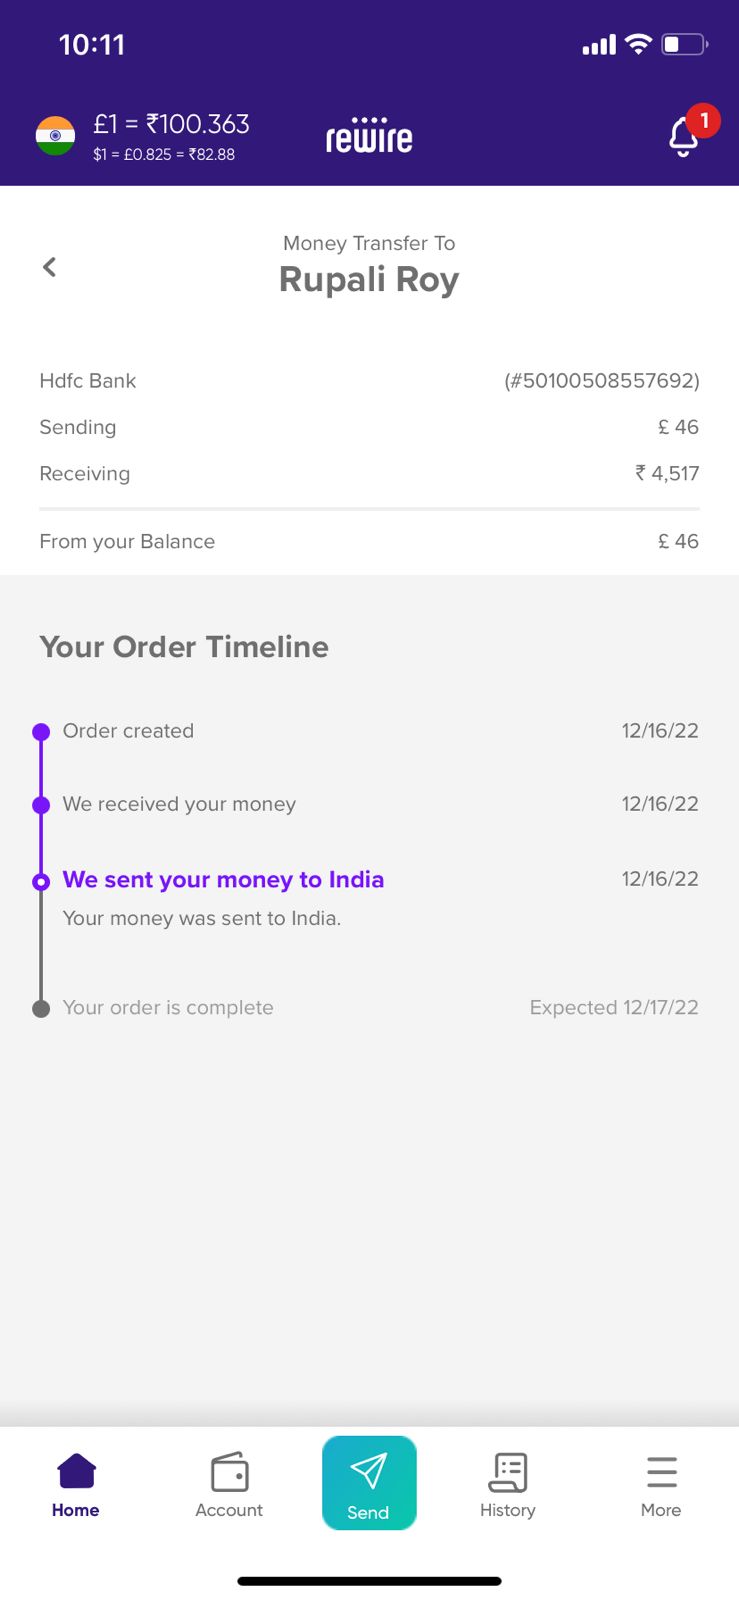 10:11
£1 = ₹100.363
$1 = £0.825 = ₹82.88
rewire
1
Money Transfer To
Rupali Roy
Hdfc Bank (#50100508557692)
Sending £ 46
Receiving ₹ 4,517
From your Balance £ 46
Your Order Timeline
Order created 12/16/22
We received your money 12/16/22
We sent your money to India 12/16/22
Your money was sent to India.
Your order is complete Expected 12/17/22
Home Account Send History More